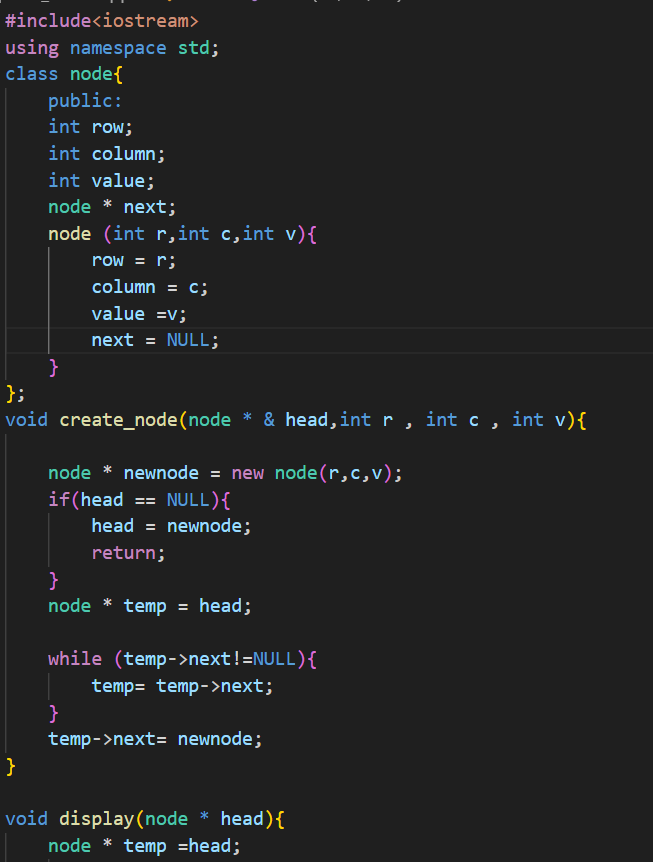 #include<iostream>
using namespace std;
class node{
    public:
    int row;
    int column;
    int value;
    node * next;
    node (int r,int c,int v){
        row = r;
        column = c;
        value =v;
        next = NULL;
    }
};
void create_node(node * & head,int r , int c , int v){

    node * newnode = new node(r,c,v);
    if(head == NULL){
        head = newnode;
        return;
    }
    node * temp = head;

    while (temp->next!=NULL){
        temp= temp->next;
    }
    temp->next= newnode;
}

void display(node * head){
    node * temp =head;